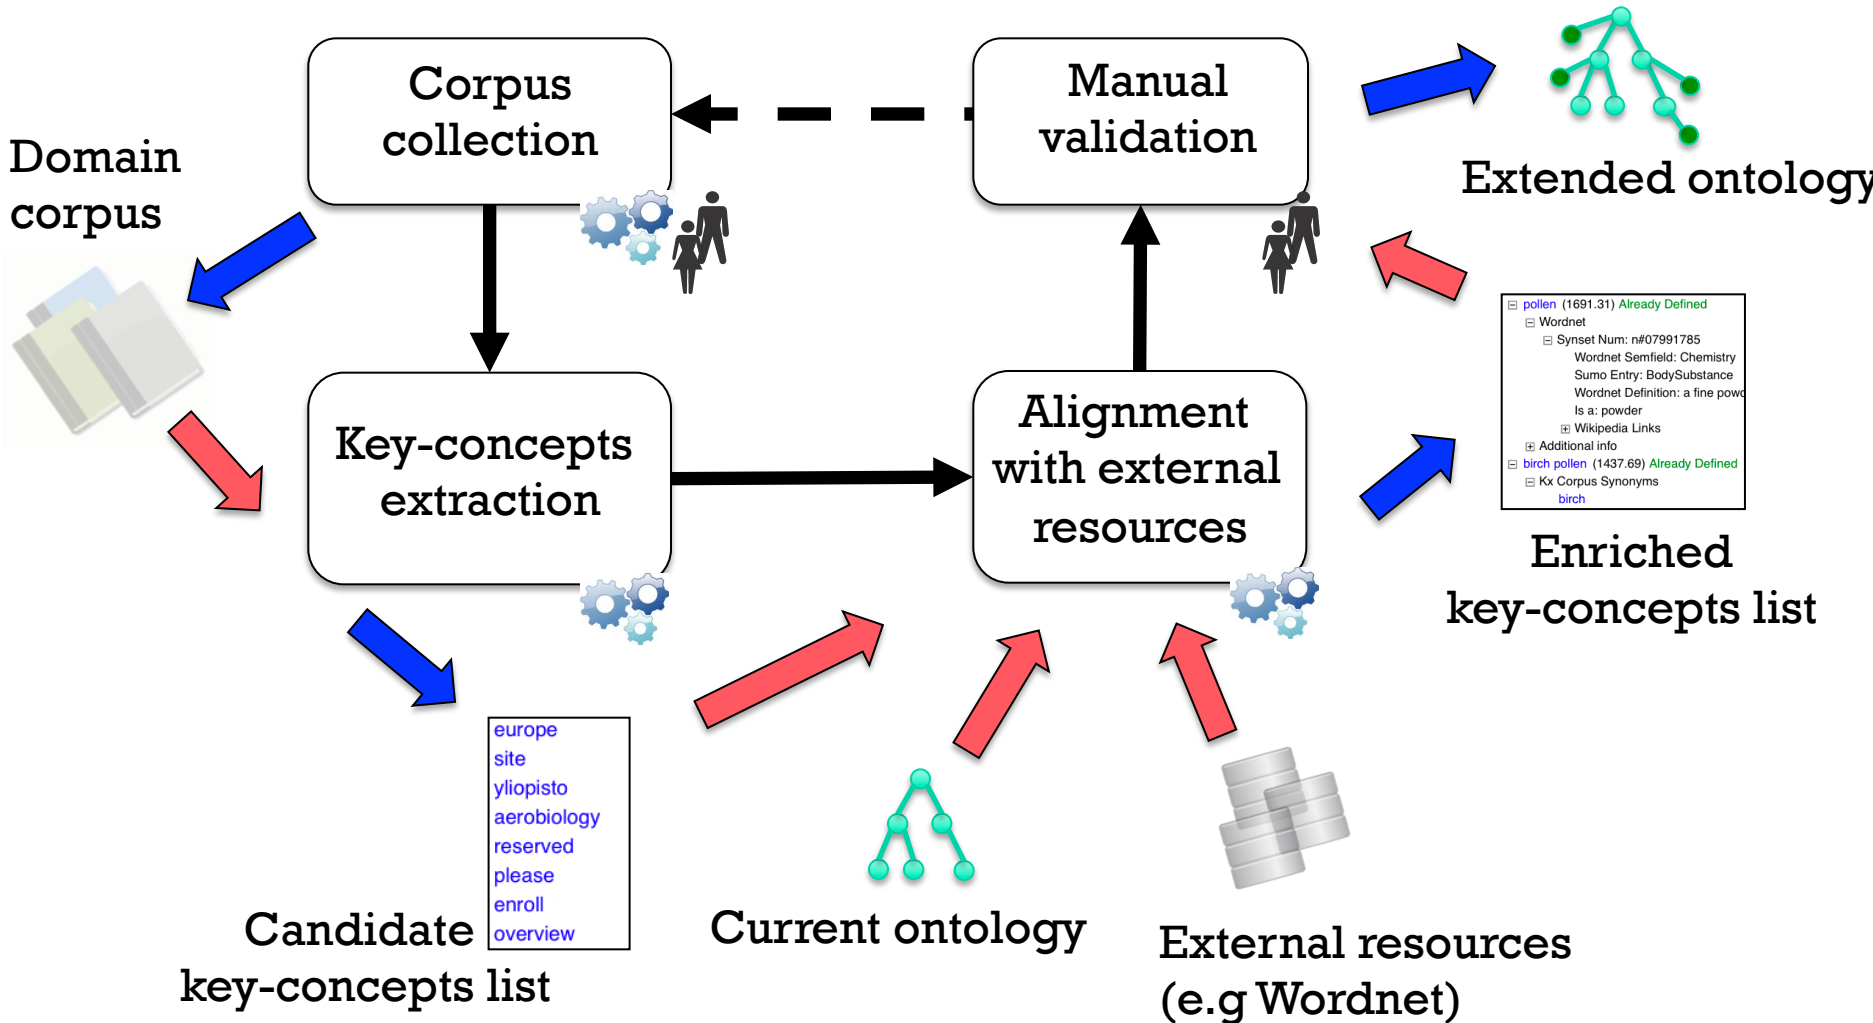 Corpus
collection
Manual
validation
Domain
corpus
Extended ontology
Key-concepts
extraction
Alignment
with external
resources
pollen (1691.31) Already Defined
Wordnet
Synset Num: n#07991785
Wordnet Semfield: Chemistry
Sumo Entry: BodySubstance
Wordnet Definition: a fine powd
Is a: powder
Wikipedia Links
Additional info
birch pollen (1437.69) Already Defined
Kx Corpus Synonyms
birch
Enriched
key-concepts list
europe
site
yliopisto
aerobiology
reserved
please
enroll
overview
Candidate
key-concepts list
Current ontology
External resources
(e.g Wordnet)